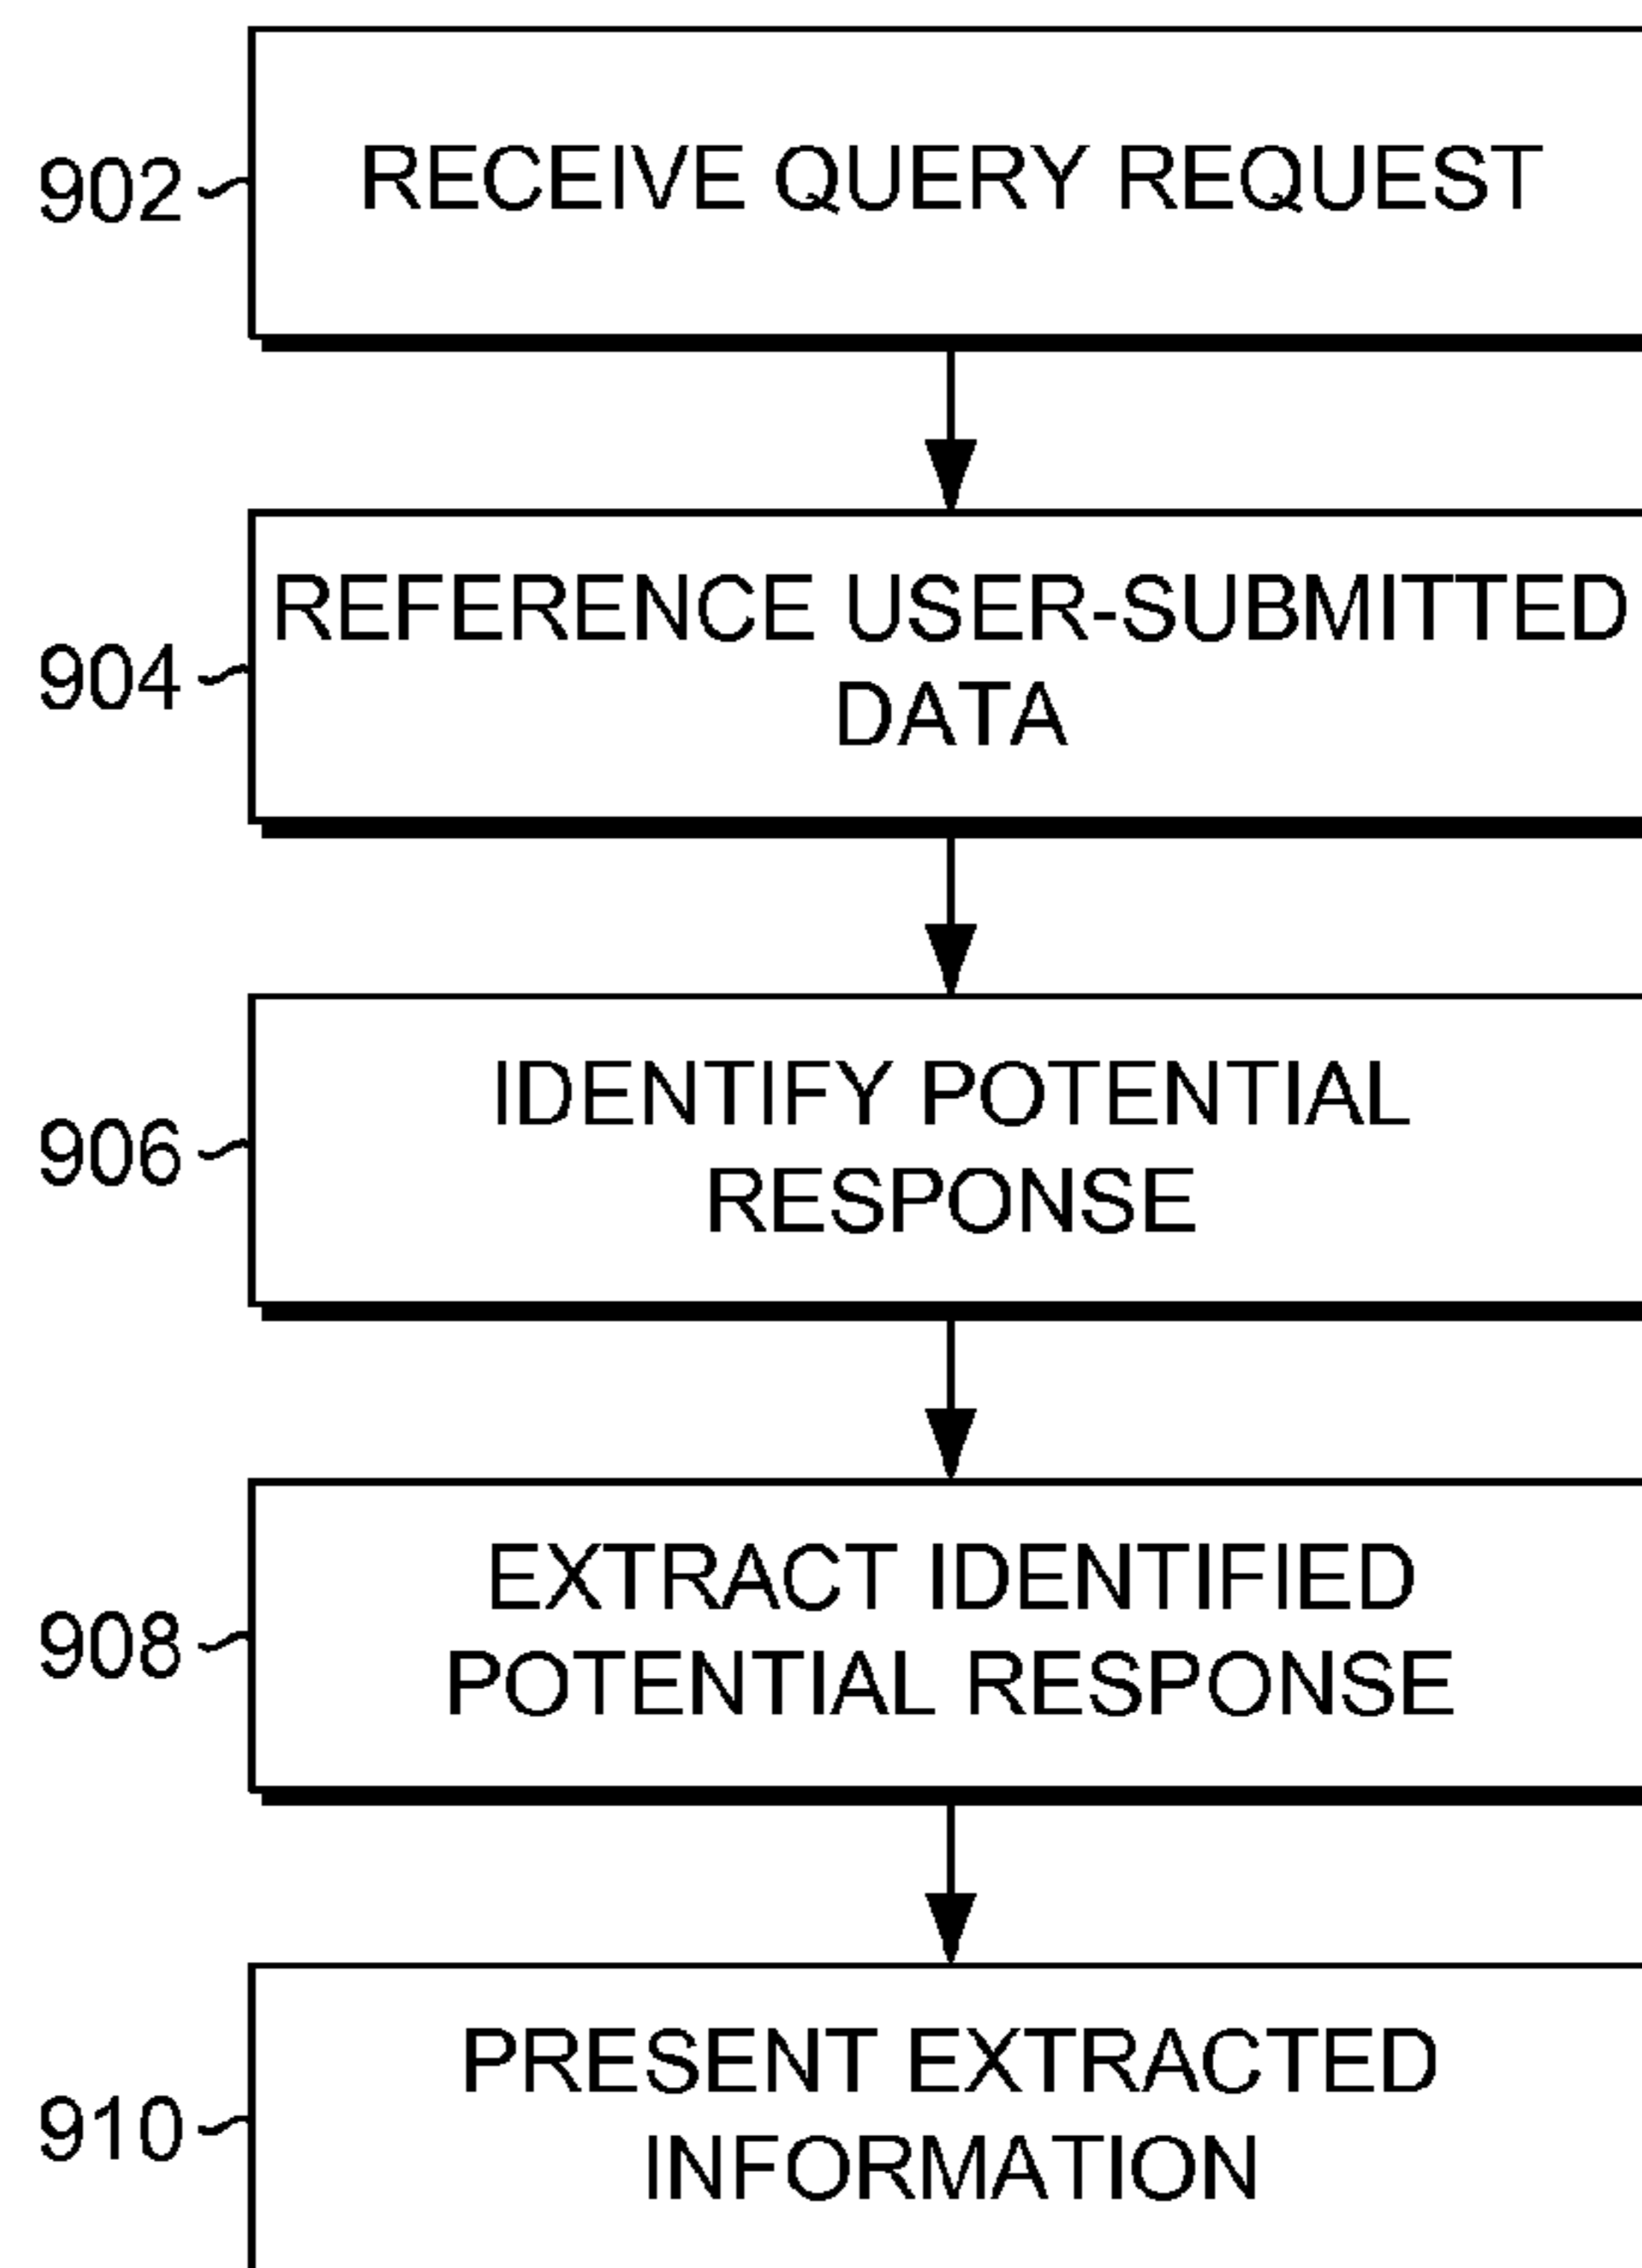 902
RECEIVE QUERY REQUEST
904
REFERENCE USER-SUBMITTED
DATA
906
IDENTIFY POTENTIAL
RESPONSE
908
EXTRACT IDENTIFIED
POTENTIAL RESPONSE
910
PRESENT EXTRACTED
INFORMATION